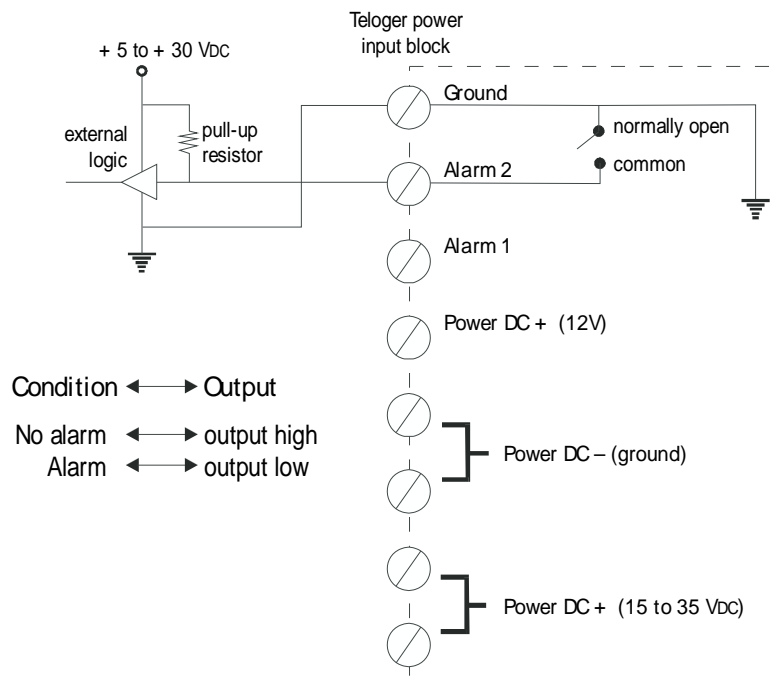 Teloger power
input block
+ 5 to + 30 VDC
Ground
external
logic
pull-up
resistor
normally open
Alarm 2
common
Alarm 1
Power DC + (12V)
Condition Output
No alarm output high
Alarm output low
Power DC – (ground)
Power DC + (15 to 35 VDC)